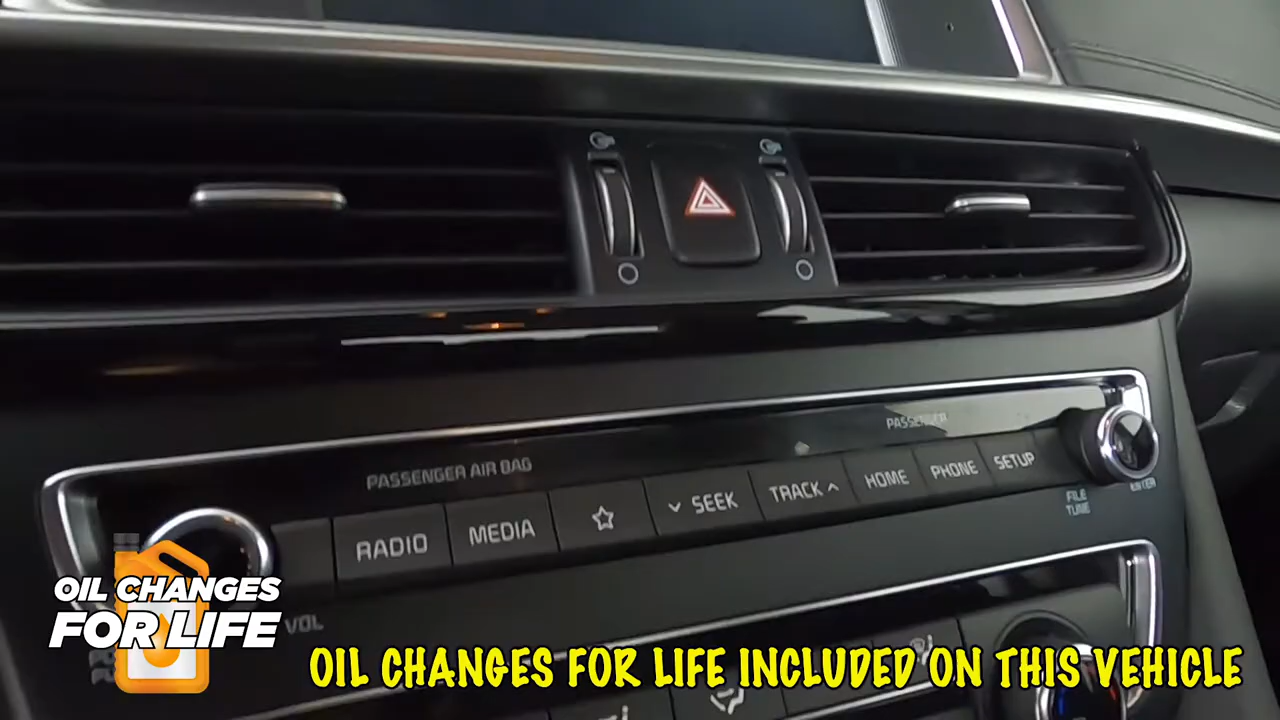 PASSENGER
PASSENGER AIR BAG
RADIO
MEDIA
SEEK
TRACK
HOME
PHONE
SETUP
FILE
TUNE
ENTER
VOL
OIL CHANGES
FOR LIFE
OIL CHANGES FOR LIFE INCLUDED ON THIS VEHICLE